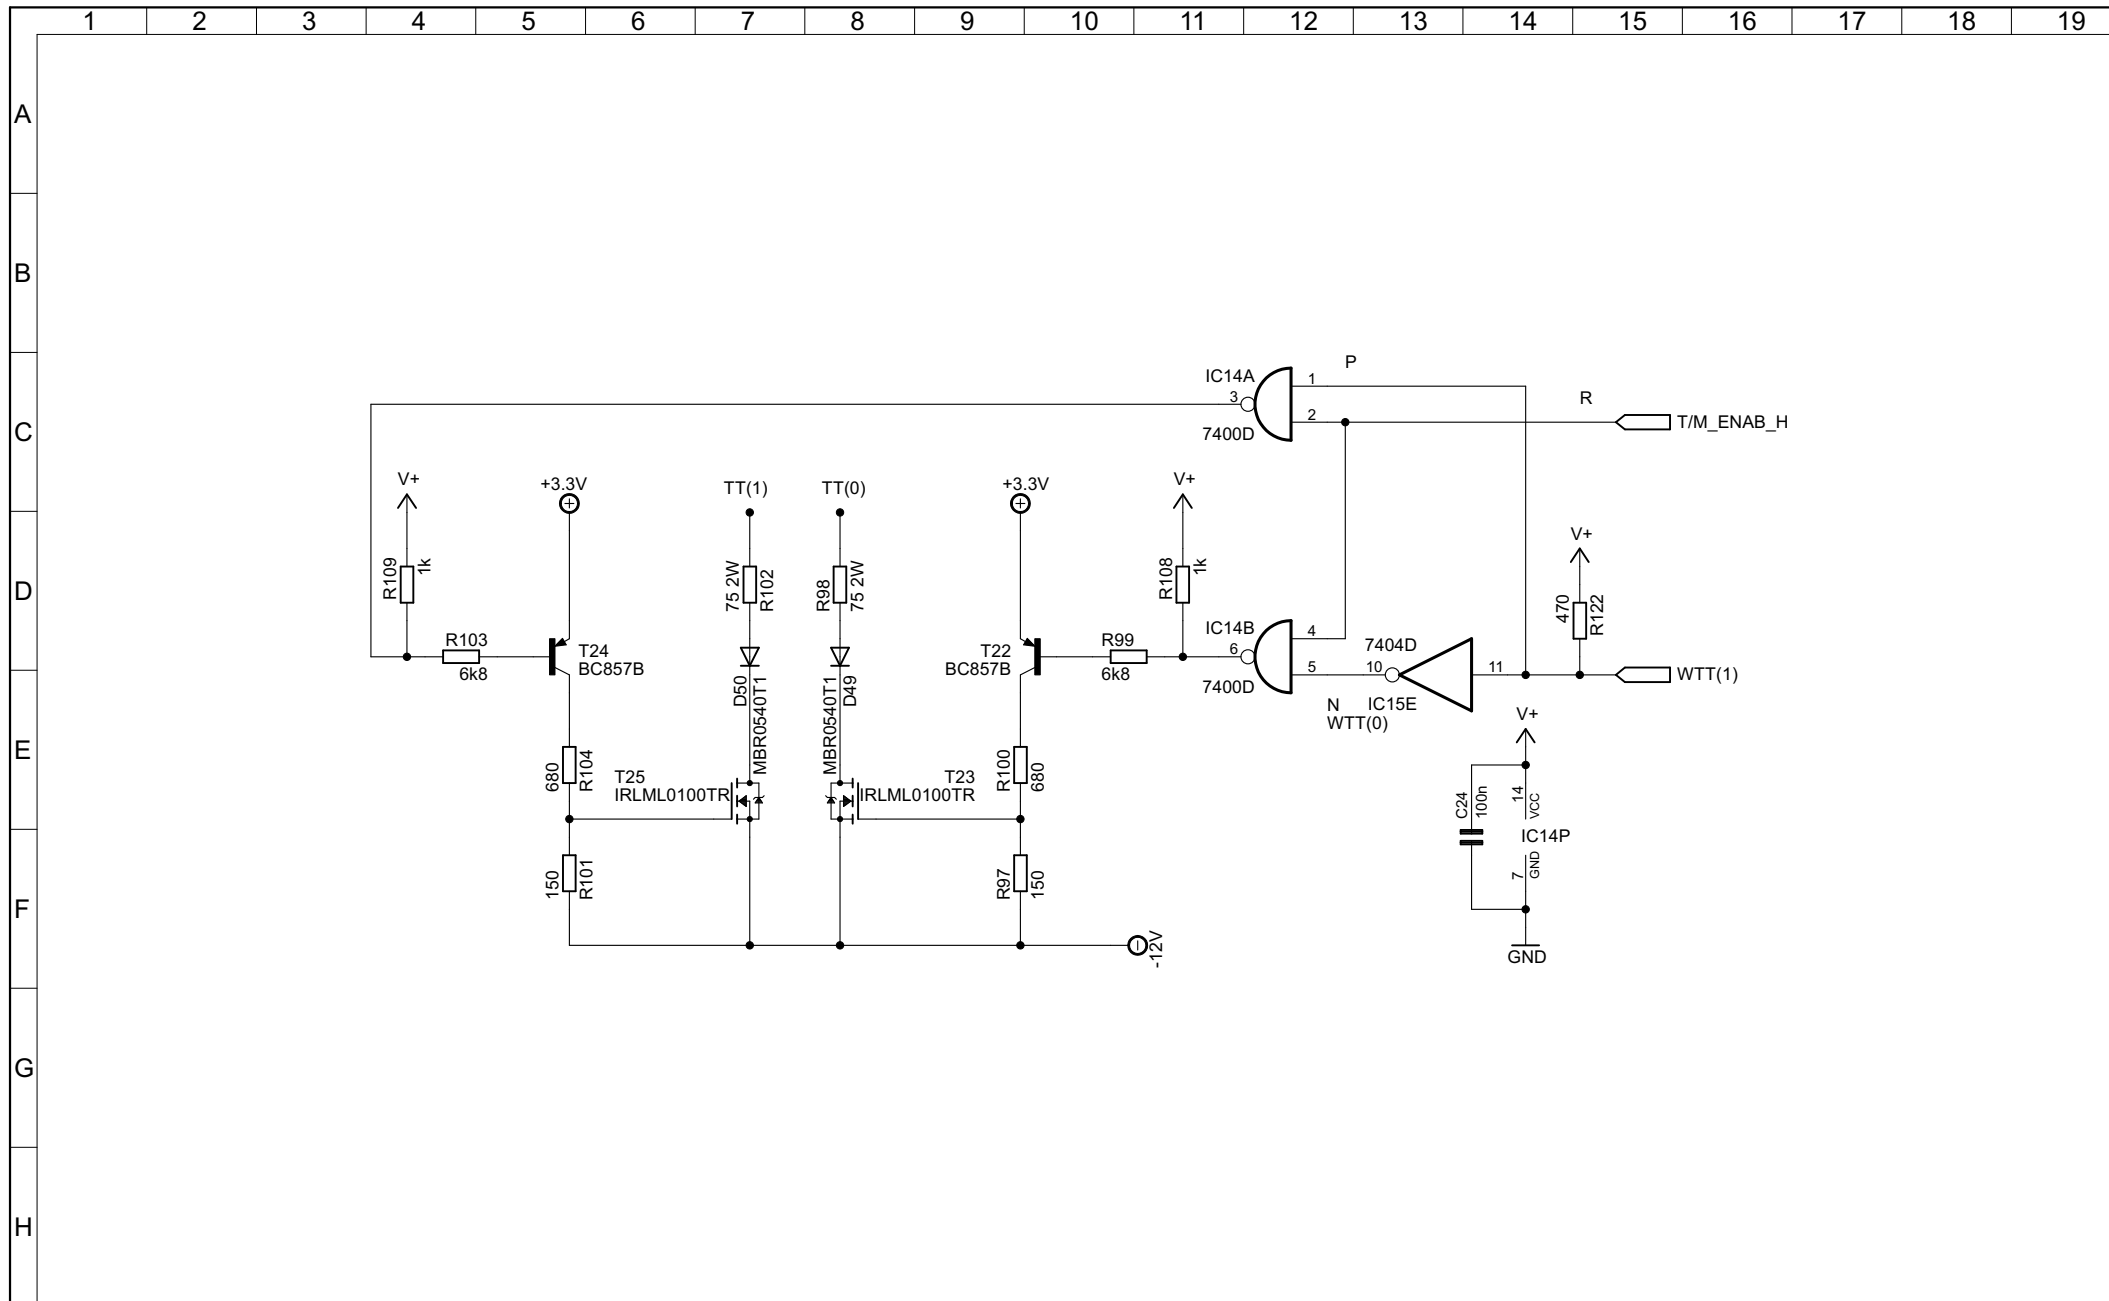 1 2 3 4 5 6 7 8 9 10 11 12 13 14 15 16 17 18 19
A
B
C
D
E
F
G
H
P
IC14A
1
3
2
7400D
R
T/M_ENAB_H
V+
+3.3V
TT(1)
TT(0)
+3.3V
V+
V+
R109
1k
75 2W
R102
R98
75 2W
R108
1k
470
R122
R103
6k8
T24
BC857B
T22
BC857B
R99
6k8
IC14B
4
6
5
7400D
7404D
10
11
IC15E
WTT(1)
N
WTT(0)
D50
MBR0540T1
MBR0540T1
D49
680
R104
T25
IRLML0100TR
T23
IRLML0100TR
R100
680
V+
C24
100n
14
VCC
IC14P
7
GND
150
R101
R97
150
-12V
GND